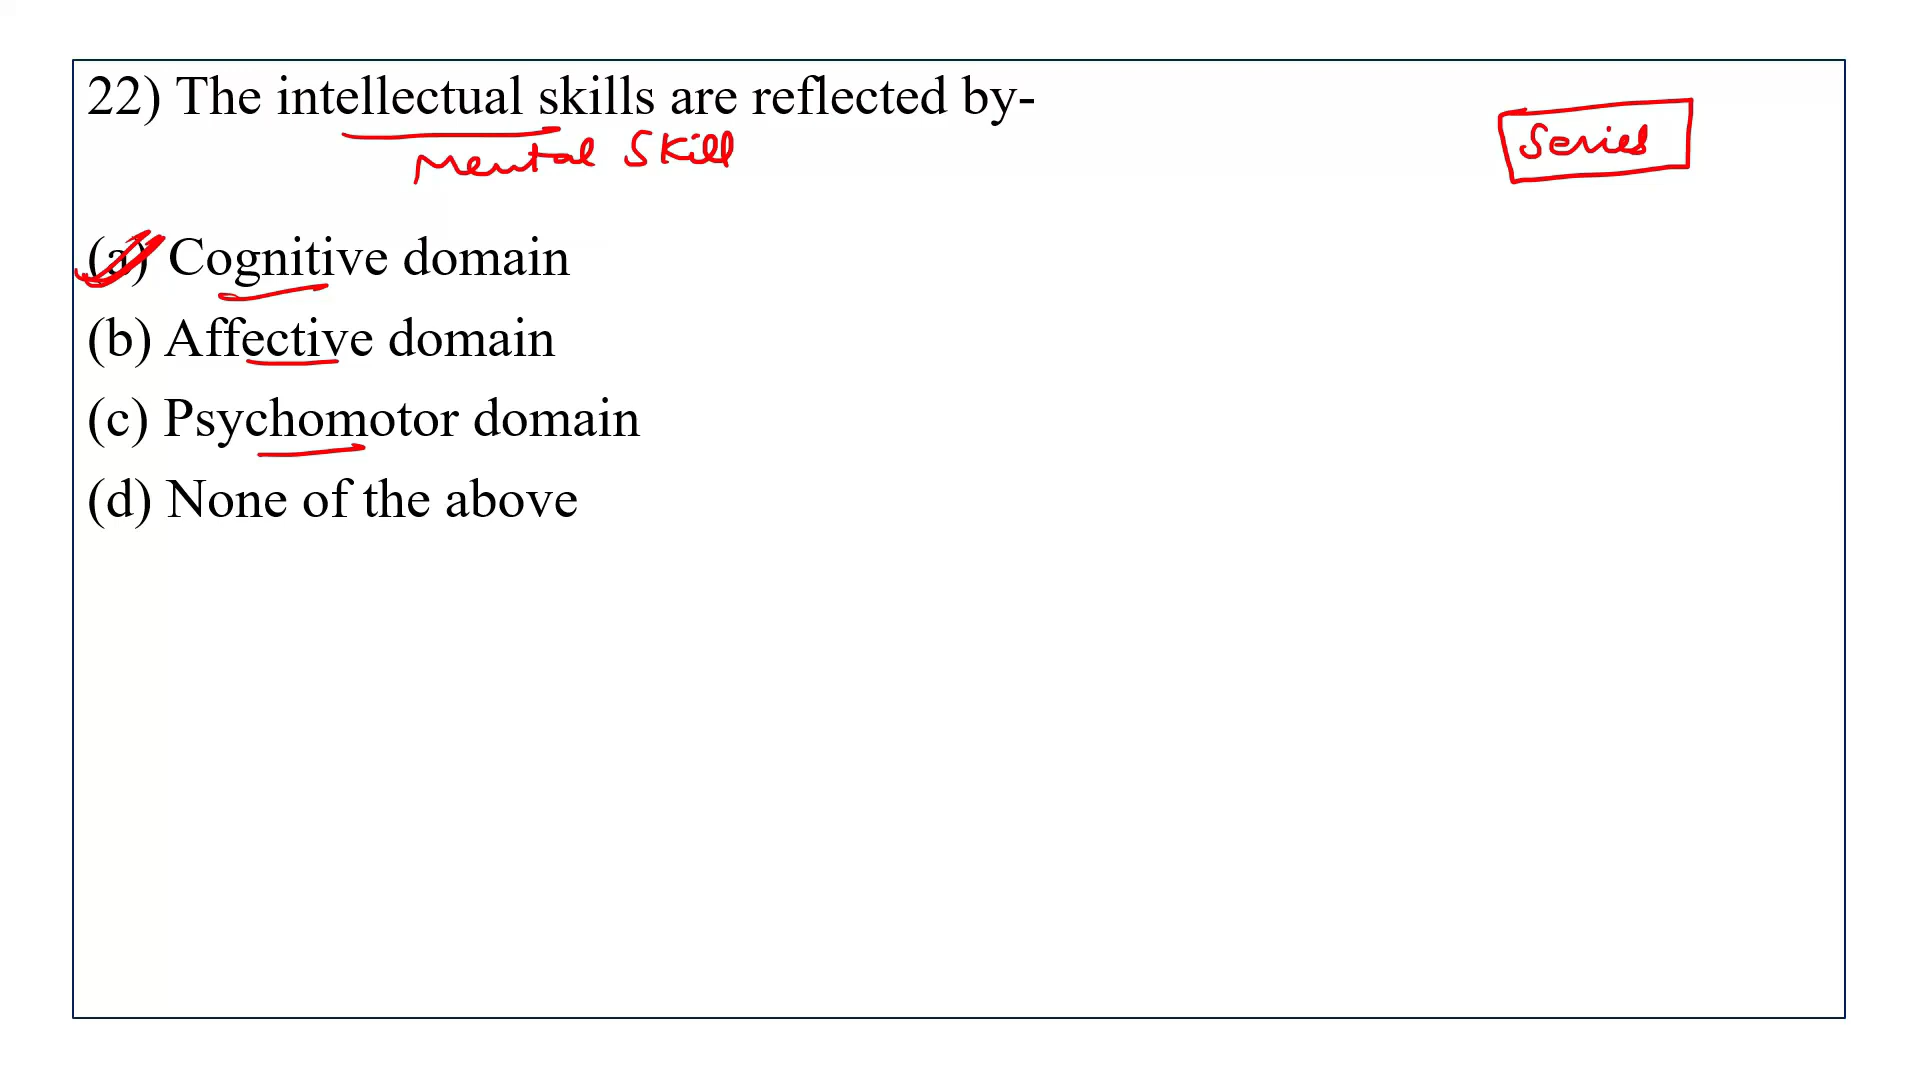 22) The intellectual skills are reflected by-
Mental Skill
Series
(a) Cognitive domain
(b) Affective domain
(c) Psychomotor domain
(d) None of the above